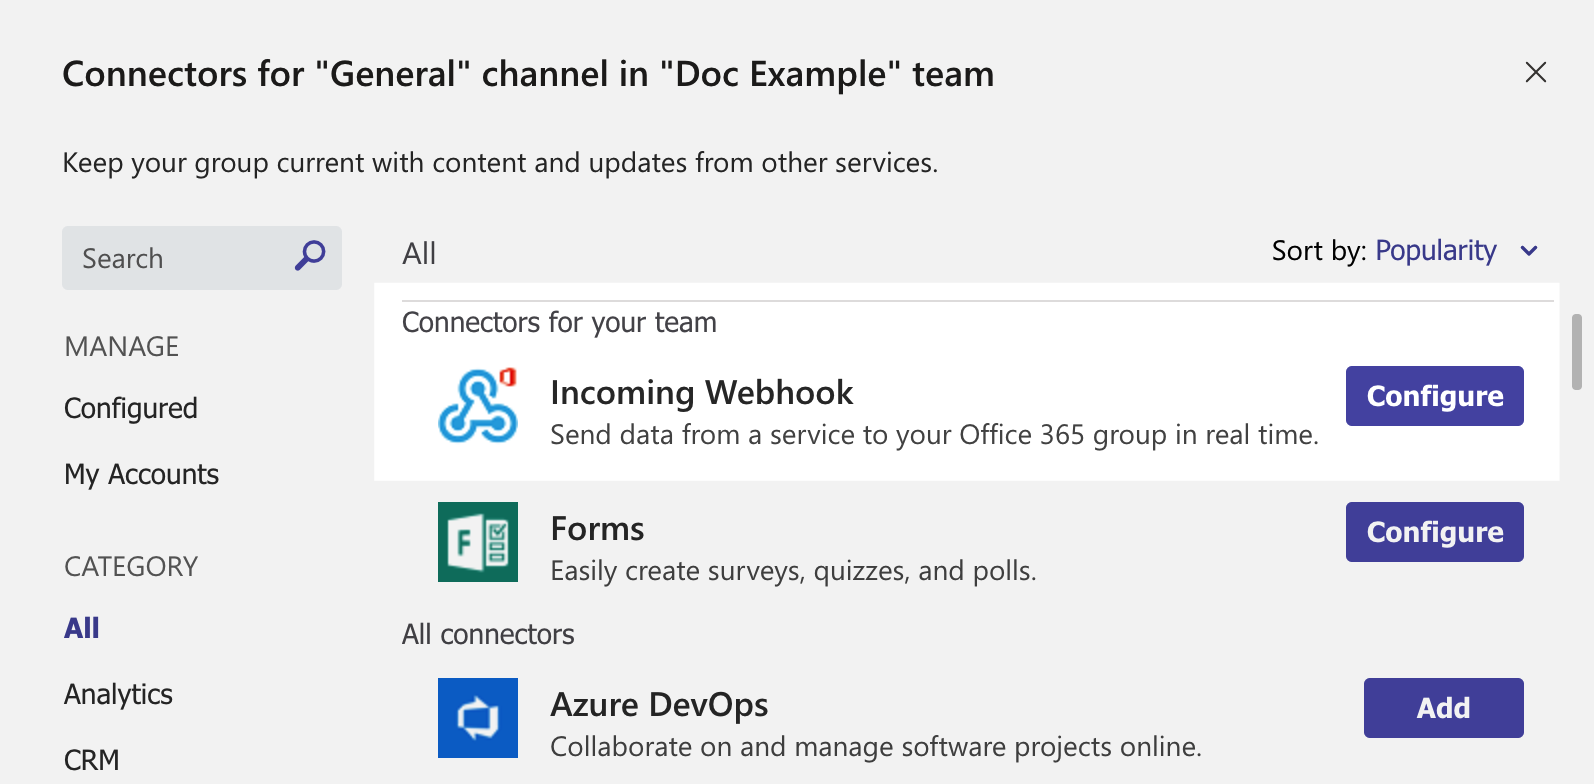 Connectors for "General" channel in "Doc Example" team
Keep your group current with content and updates from other services.
Search
MANAGE
Configured
My Accounts
CATEGORY
All
Analytics
CRM
All
Sort by: Popularity
Connectors for your team
Incoming Webhook
Send data from a service to your Office 365 group in real time.
Configure
F
Forms
Easily create surveys, quizzes, and polls.
Configure
All connectors
Azure DevOps
Collaborate on and manage software projects online.
Add